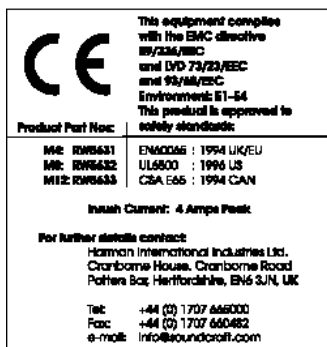 This equipment complies
with the EMC directive
89/336/EEC
and LVD 73/23/EEC
and 93/68/EEC
Environment: E1-E4
This product is approved to
safety standards:
CE
Product Part Nos:
M4: RW5631 EN60065 : 1994 UK/EU
M8: RW5632 UL6500 : 1996 US
M12: RW5633 CSA E65 : 1994 CAN
Inrush Current: 4 Amps Peak
For further details contact:
Harman International Industries Ltd.
Cranborne House, Cranborne Road
Potters Bar, Hertfordshire, EN6 3JN, UK
Tel: +44 (0) 1707 665000
Fax: +44 (0) 1707 660482
e-mail: info@soundcraft.com